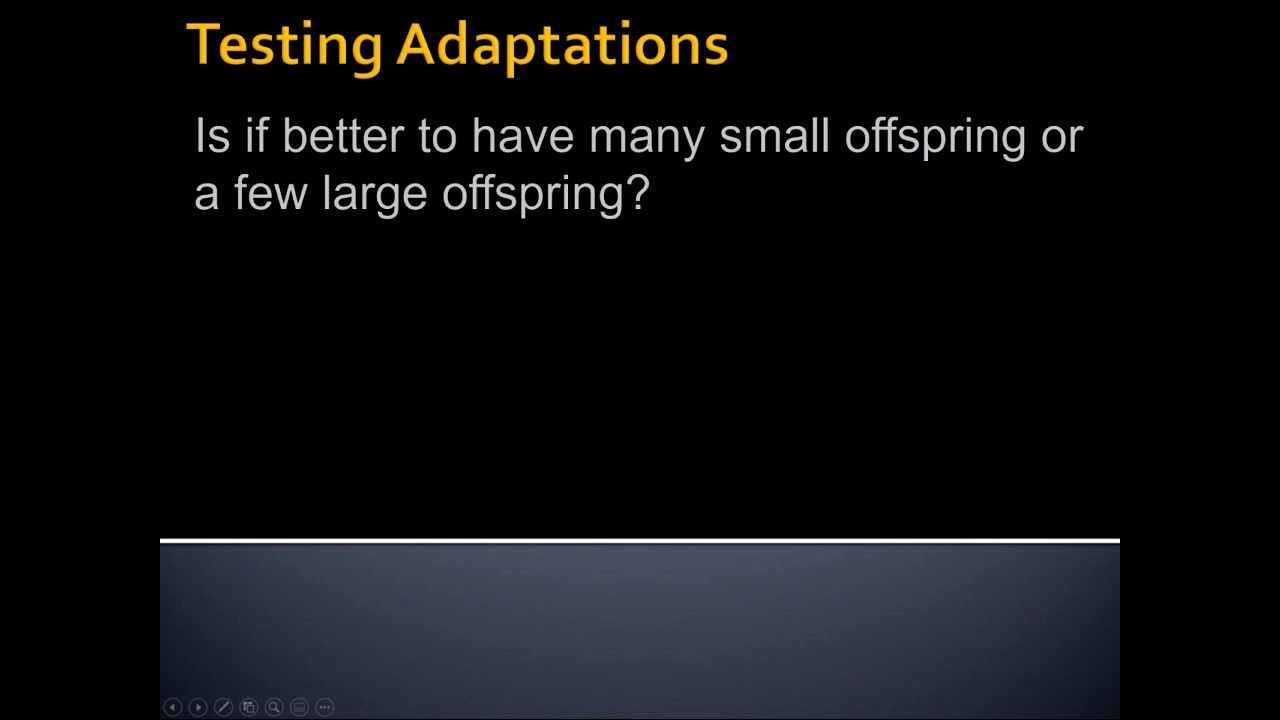 Testing Adaptations
Is if better to have many small offspring or
a few large offspring?